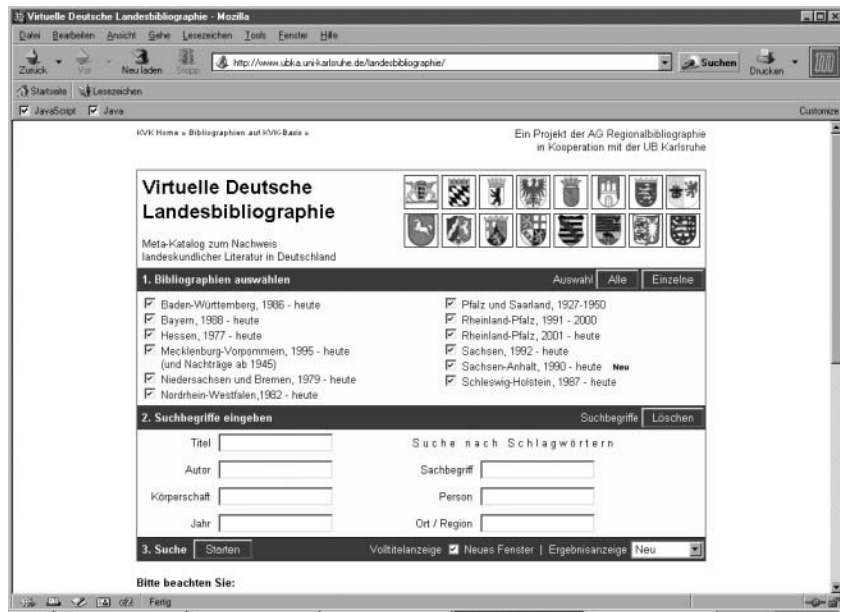 Virtuelle Deutsche Landesbibliographie - Mozilla
Datei Bearbeiten Ansicht Gehe Lesezeichen Tools Fenster Hilfe
Zurück Vor Neu laden Stopp http://www.ubka.uni-karlsruhe.de/landesbibliographie/ Suchen Drucken
Startseite Lesezeichen
JavaScript Java Customize
KVK Home » Bibliographien auf KVK-Basis »
Ein Projekt der AG Regionalbibliographie
in Kooperation mit der UB Karlsruhe
Virtuelle Deutsche
Landesbibliographie
Meta-Katalog zum Nachweis
landeskundlicher Literatur in Deutschland
1. Bibliographien auswählen Auswahl Alle Einzelne
Baden-Württemberg, 1986 - heute
Bayern, 1988 - heute
Hessen, 1977 - heute
Mecklenburg-Vorpommern, 1995 - heute
(und Nachträge ab 1945)
Niedersachsen und Bremen, 1979 - heute
Nordrhein-Westfalen,1982 - heute
Pfalz und Saarland, 1927-1950
Rheinland-Pfalz, 1991 - 2000
Rheinland-Pfalz, 2001 - heute
Sachsen, 1992 - heute
Sachsen-Anhalt, 1990 - heute Neu
Schleswig-Holstein, 1987 - heute
2. Suchbegriffe eingeben Suchbegriffe Löschen
Titel
Autor
Körperschaft
Jahr
Suche nach Schlagwörtern
Sachbegriff
Person
Ort / Region
3. Suche Starten Volltitelanzeige Neues Fenster | Ergebnisanzeige Neu
Bitte beachten Sie:
Fertig